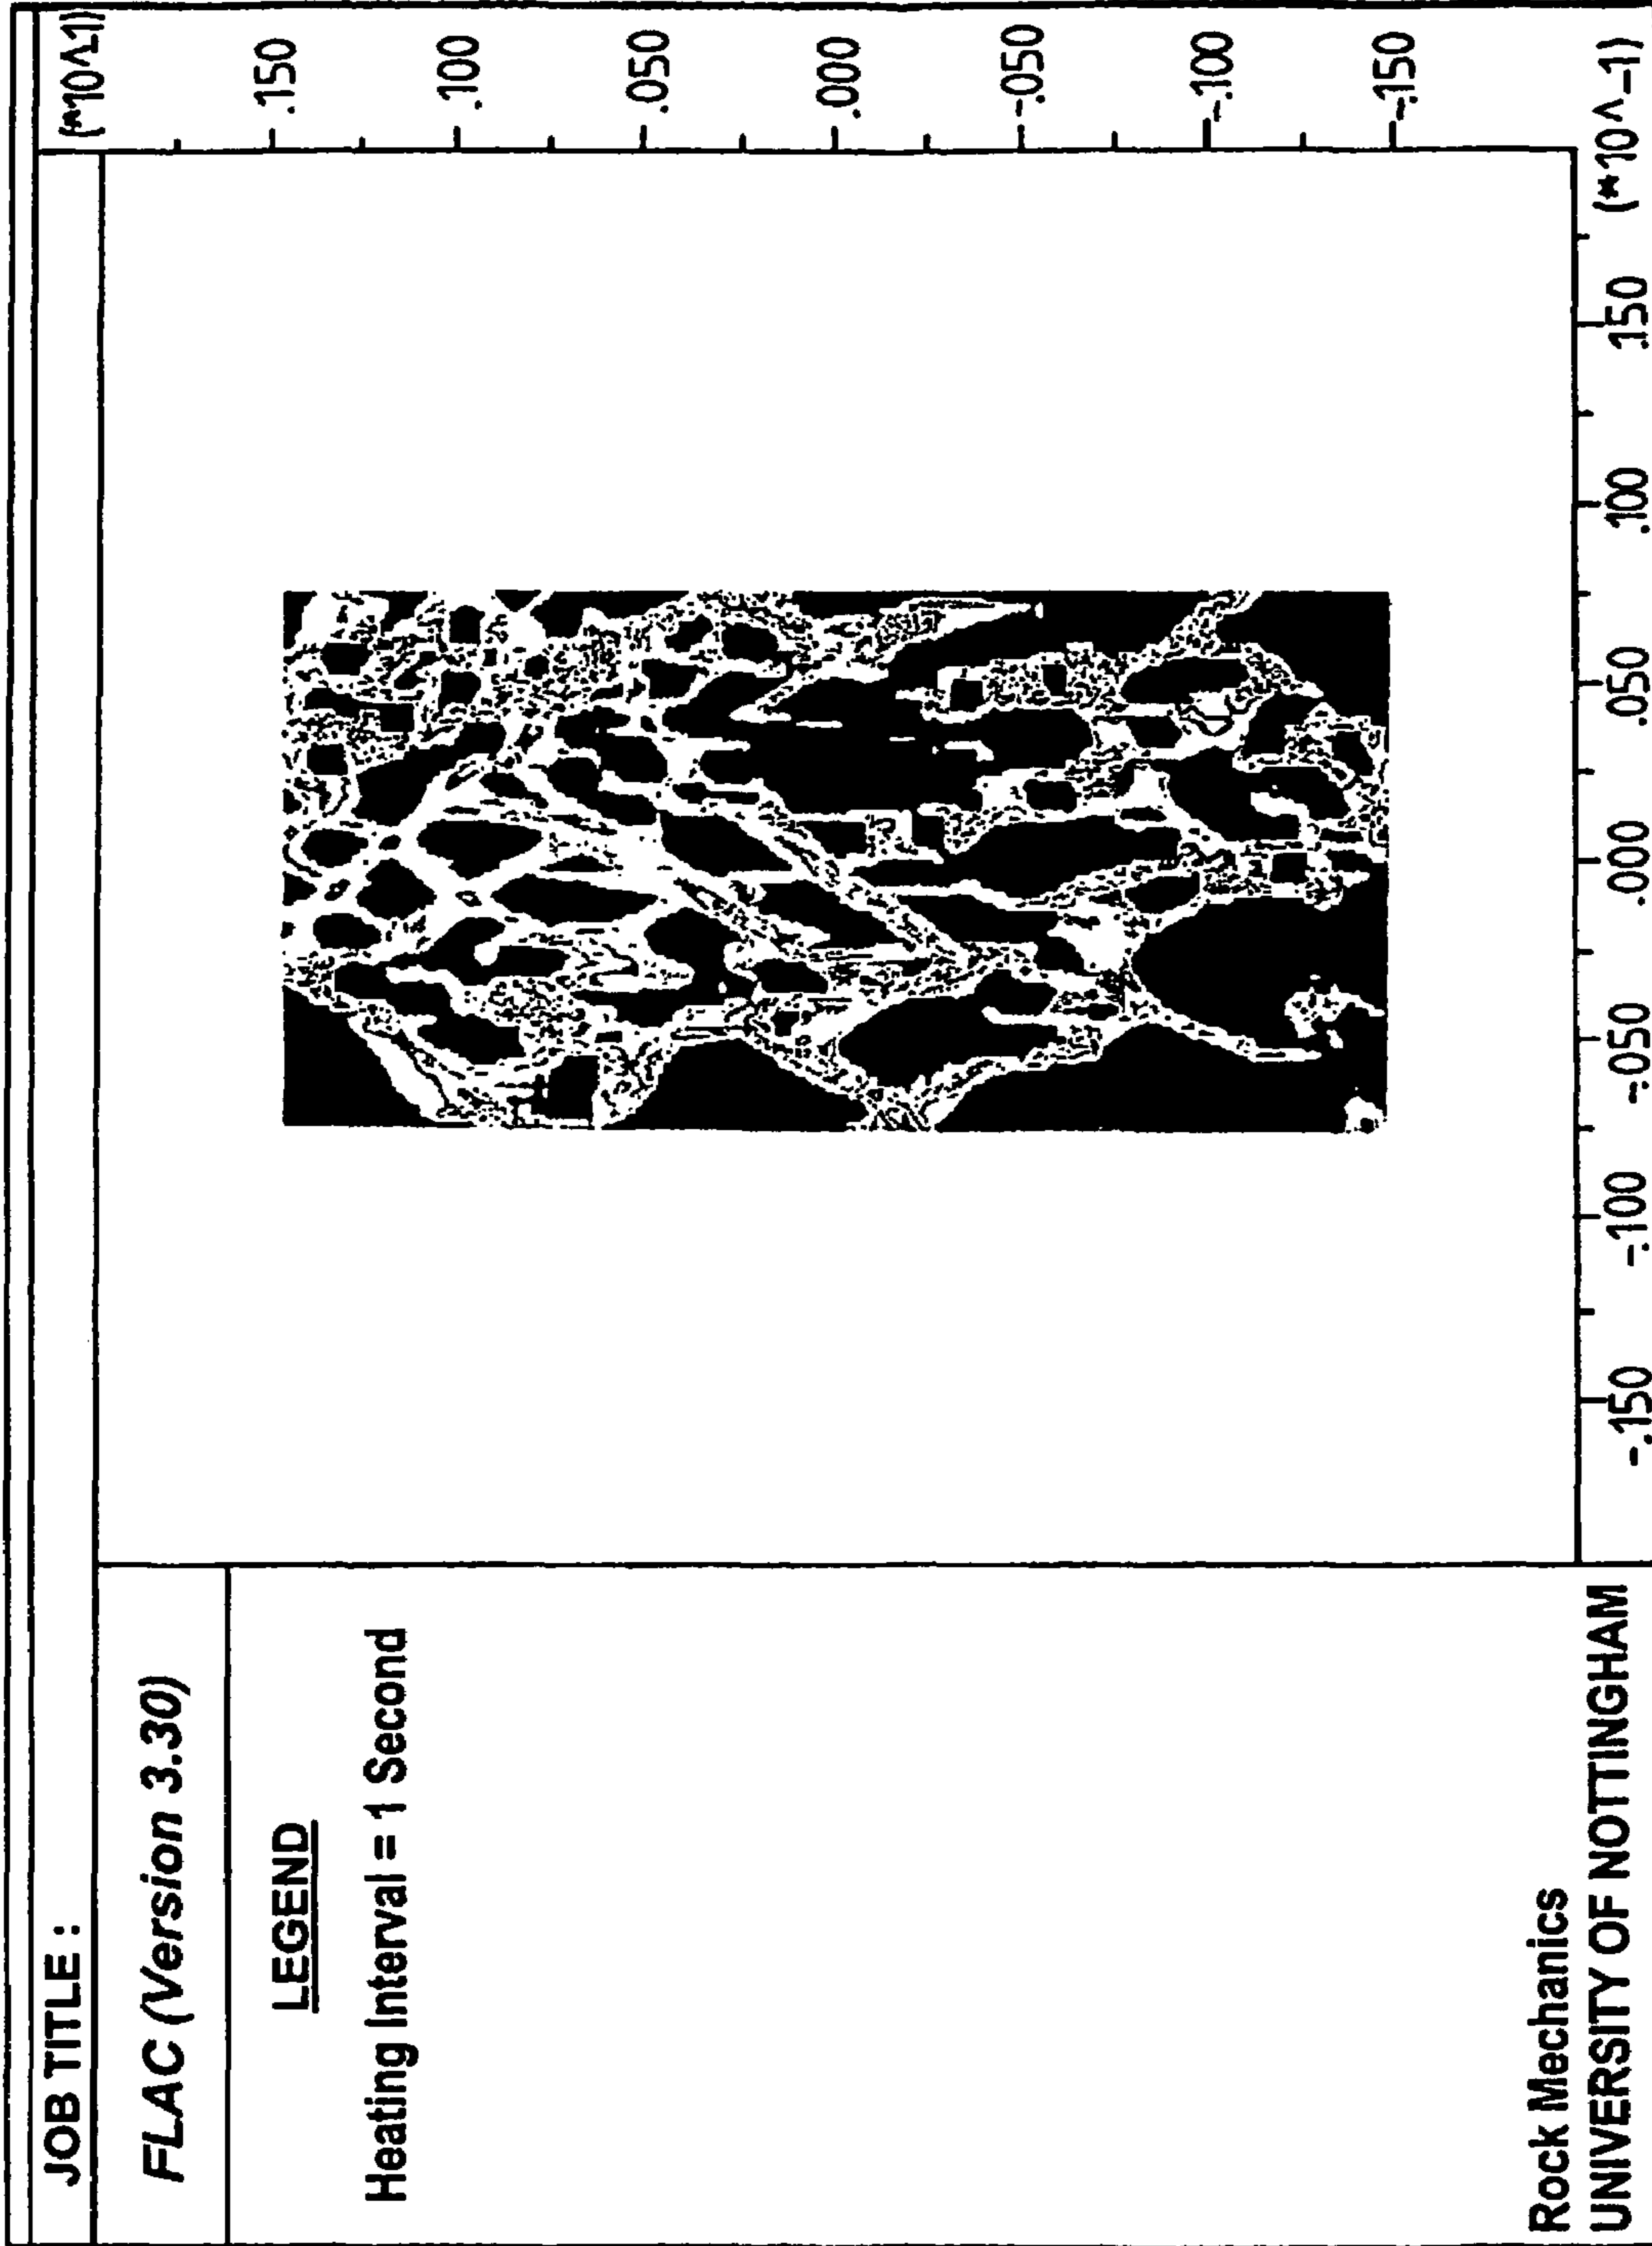 JOB TITLE :
FLAC (Version 3.30)
LEGEND
Heating Interval = 1 Second
Rock Mechanics
UNIVERSITY OF NOTTINGHAM
(*10^1)
.150
.100
.050
.000
-.050
-.100
-.150
-.150 -.100 -.050 .000 .050 .100 .150 (*10^-1)